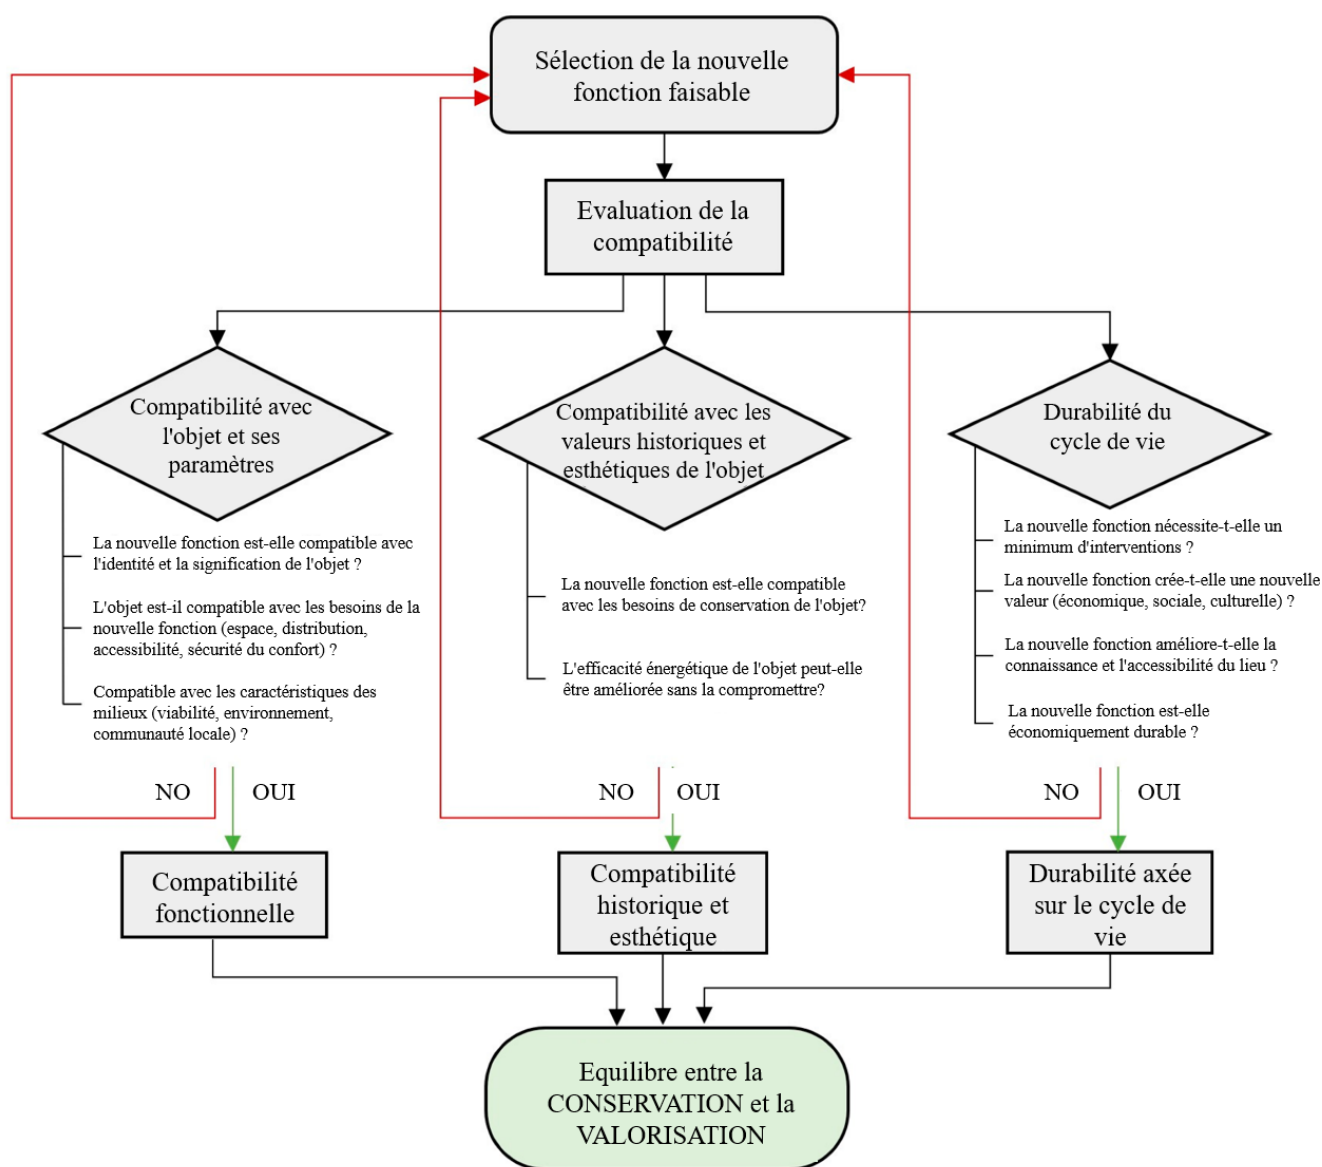 Sélection de la nouvelle
fonction faisable
Evaluation de la
compatibilité
Compatibilité avec
l'objet et ses
paramètres
La nouvelle fonction est-elle compatible avec
l'identité et la signification de l'objet ?
L'objet est-il compatible avec les besoins de la
nouvelle fonction (espace, distribution,
accessibilité, sécurité du confort) ?
Compatible avec les caractéristiques des
milieux (viabilité, environnement,
communauté locale) ?
NO
OUI
Compatibilité
fonctionnelle
Compatibilité avec les
valeurs historiques et
esthétiques de l'objet
La nouvelle fonction est-elle compatible
avec les besoins de conservation de l'objet?
L'efficacité énergétique de l'objet peut-elle
être améliorée sans la compromettre?
NO
OUI
Compatibilité
historique et
esthétique
Durabilité du
cycle de vie
La nouvelle fonction nécessite-t-elle un
minimum d'interventions ?
La nouvelle fonction crée-t-elle une nouvelle
valeur (économique, sociale, culturelle) ?
La nouvelle fonction améliore-t-elle la
connaissance et l'accessibilité du lieu ?
La nouvelle fonction est-elle
économiquement durable ?
NO
OUI
Durabilité axée
sur le cycle de
vie
Equilibre entre la
CONSERVATION et la
VALORISATION